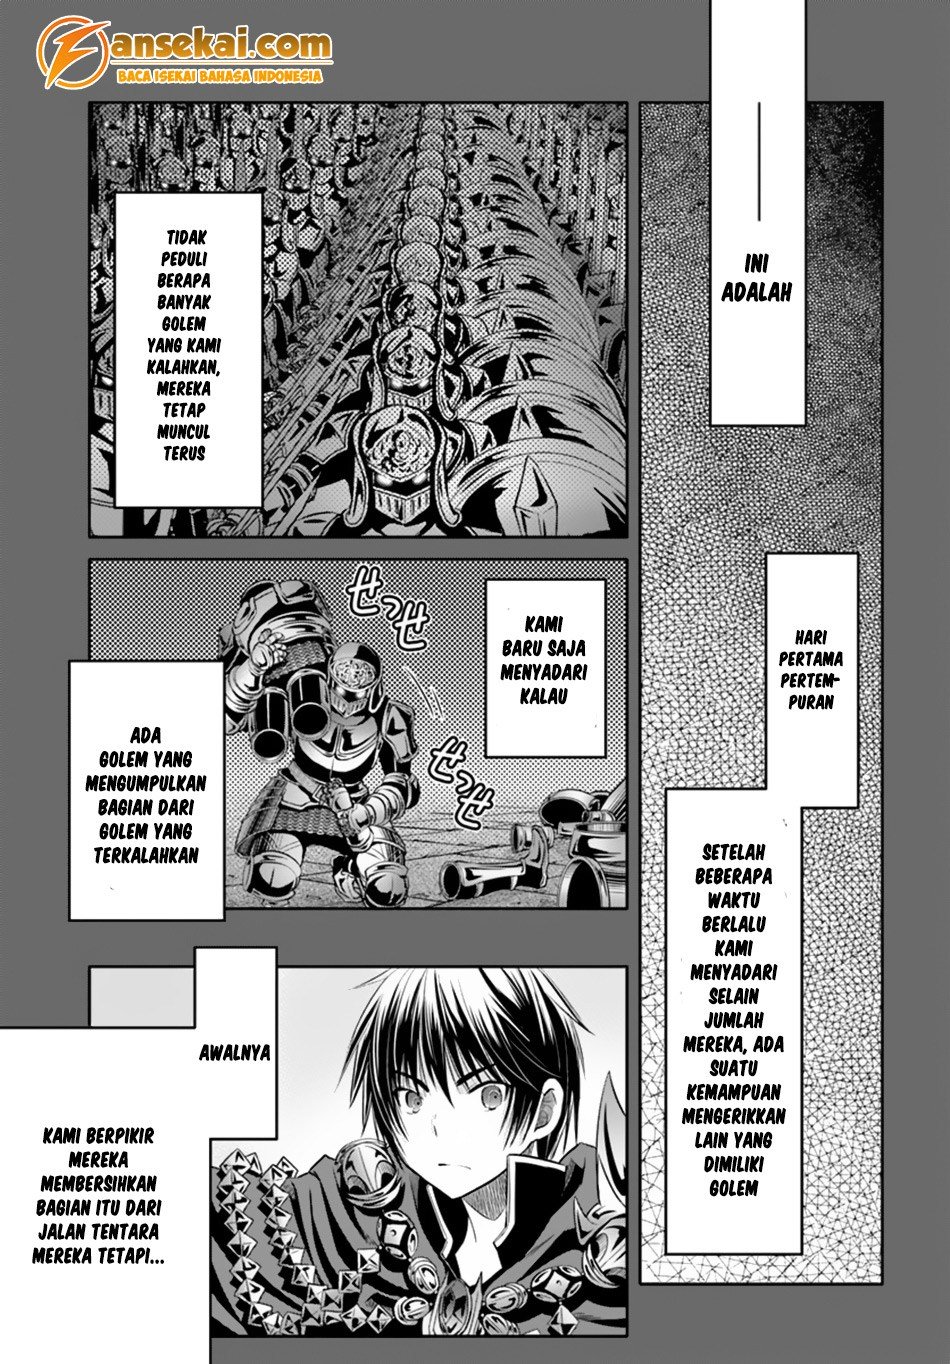 ansekai.com
BACA ISEKAI BAHASA INDONESIA
INI
ADALAH
HARI
PERTAMA
PERTEM-
PURAN
SETELAH
BEBERAPA
WAKTU
BERLALU
KAMI
MENYADARI
SELAIN
JUMLAH
MEREKA, ADA
SUATU
KEMAMPUAN
MENGERIKKAN
LAIN YANG
DIMILIKI
GOLEM
TIDAK
PEDULI
BERAPA
BANYAK
GOLEM
YANG KAMI
KALAHKAN,
MEREKA
TETAP
MUNCUL
TERUS
KAMI
BARU SAJA
MENYADARI
KALAU
せっせ
せっせ
ADA
GOLEM YANG
MENGUMPULKAN
BAGIAN DARI
GOLEM YANG
TERKALAHKAN
AWALNYA
KAMI BERPIKIR
MEREKA
MEMBERSIHKAN
BAGIAN ITU DARI
JALAN TENTARA
MEREKA TETAPI...